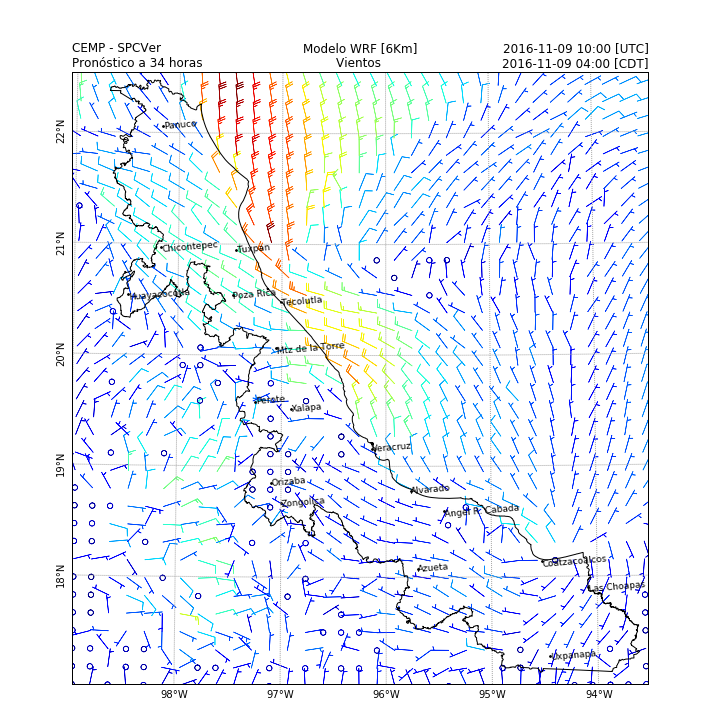 CEMP - SPCVer
Modelo WRF [6Km]
2016-11-09 10:00 [UTC]
Pronóstico a 34 horas
Vientos
2016-11-09 04:00 [CDT]
22°N
Panuco
21°N
Chicontepec
Tuxpan
Huayacocotla
Poza Rica
Tecolutla
20°N
Mtz de la Torre
Perote
Xalapa
Veracruz
19°N
Orizaba
Alvarado
Zongolica
Angel R. Cabada
Coatzacoalcos
Azueta
18°N
Las Choapas
Uxpanapa
98°W
97°W
96°W
95°W
94°W